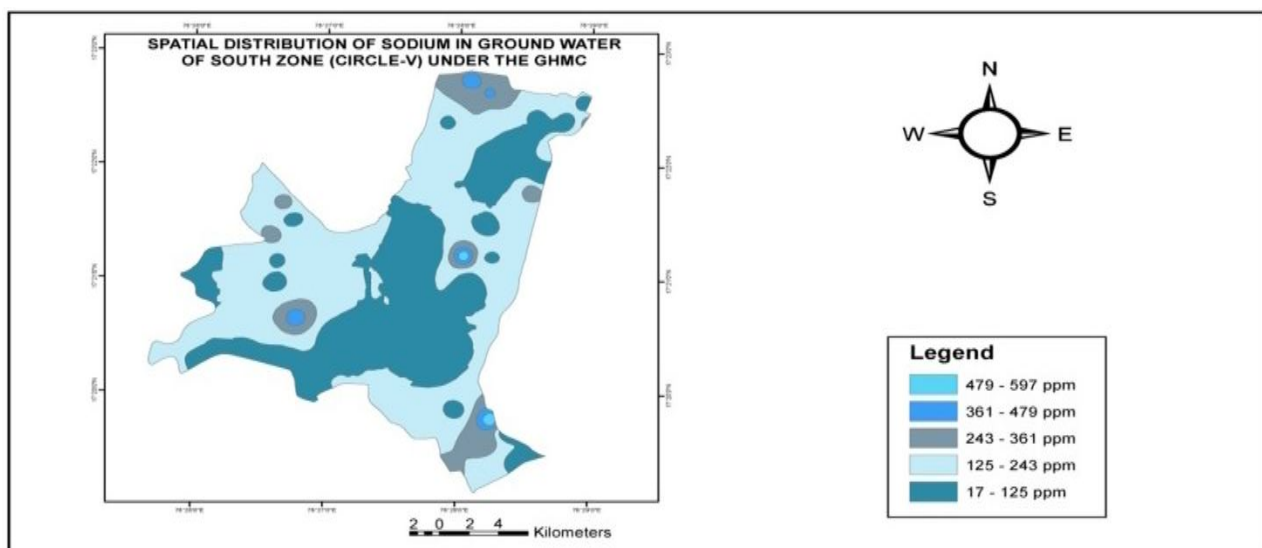 SPATIAL DISTRIBUTION OF SODIUM IN GROUND WATER
OF SOUTH ZONE (CIRCLE-V) UNDER THE GHMC
N
W E
S
Legend
479 - 597 ppm
361 - 479 ppm
243 - 361 ppm
125 - 243 ppm
17 - 125 ppm
2 0 2 4
Kilometers